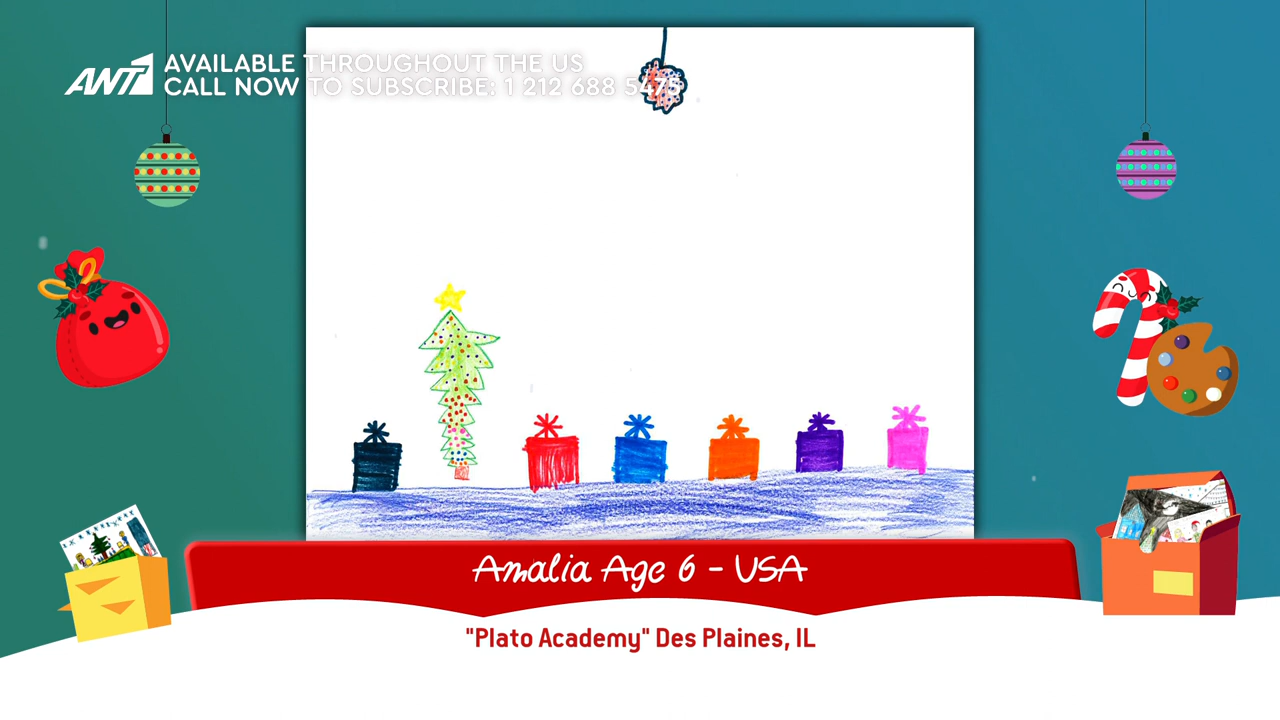 ANT1
AVAILABLE THROUGHOUT THE US
CALL NOW TO SUBSCRIBE: 1 212 688 5475
Amalia Age 6 - USA
"Plato Academy" Des Plaines, IL